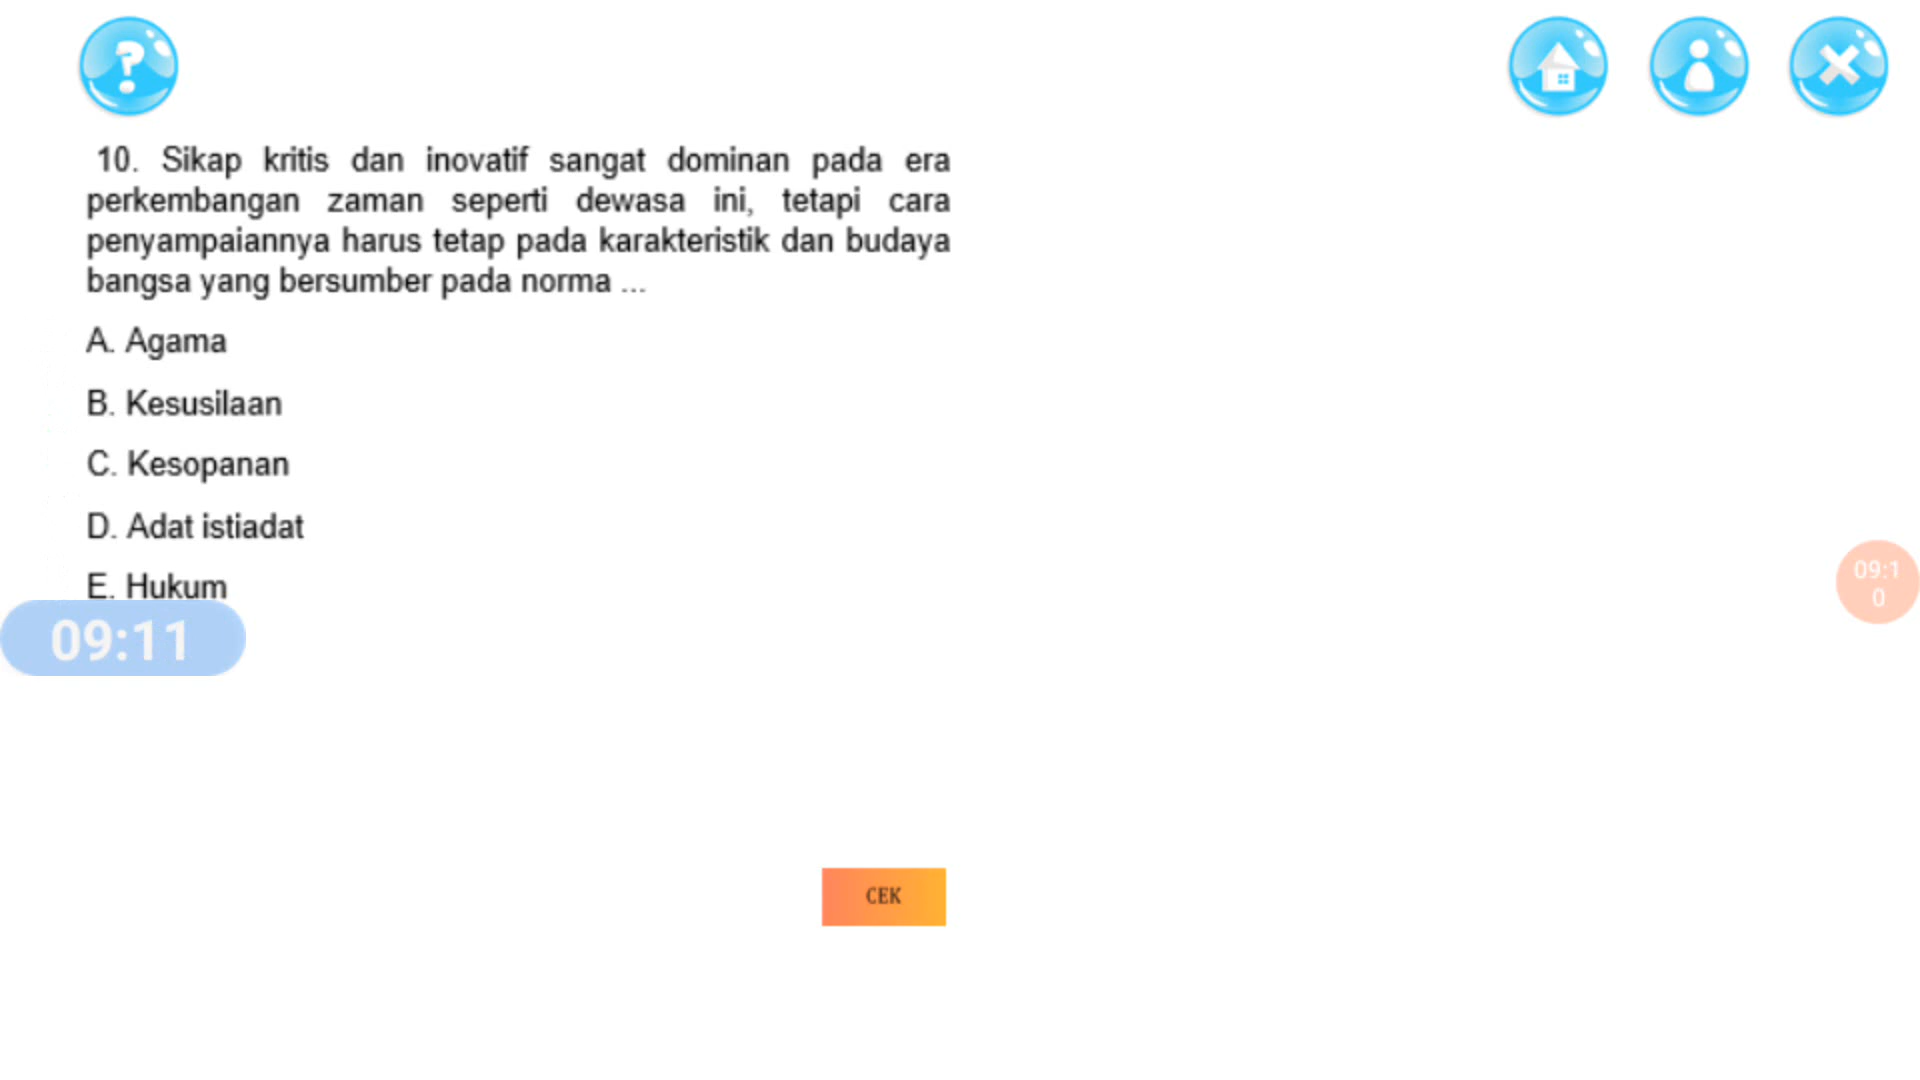 10. Sikap kritis dan inovatif sangat dominan pada era
perkembangan zaman seperti dewasa ini, tetapi cara
penyampaiannya harus tetap pada karakteristik dan budaya
bangsa yang bersumber pada norma ...
A. Agama
B. Kesusilaan
C. Kesopanan
D. Adat istiadat
E. Hukum
09:11
09:1
0
CEK